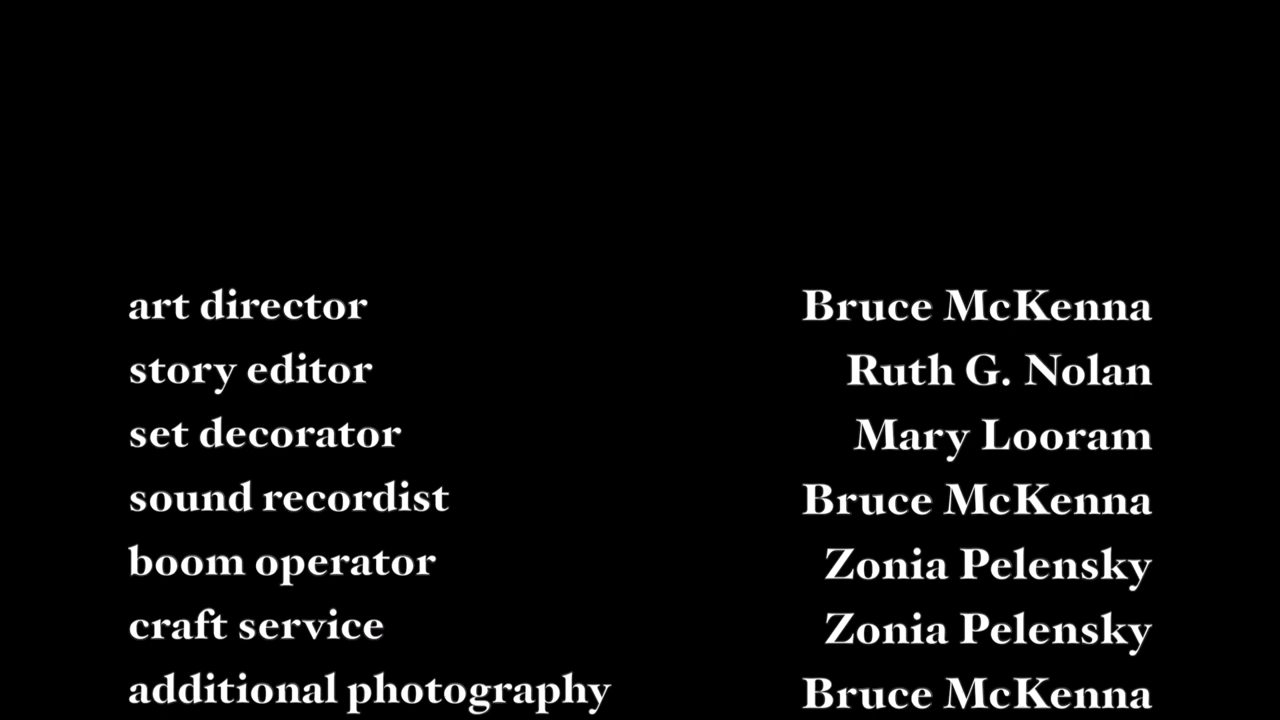 art director Bruce McKenna
story editor Ruth G. Nolan
set decorator Mary Looram
sound recordist Bruce McKenna
boom operator Zonia Pelensky
craft service Zonia Pelensky
additional photography Bruce McKenna